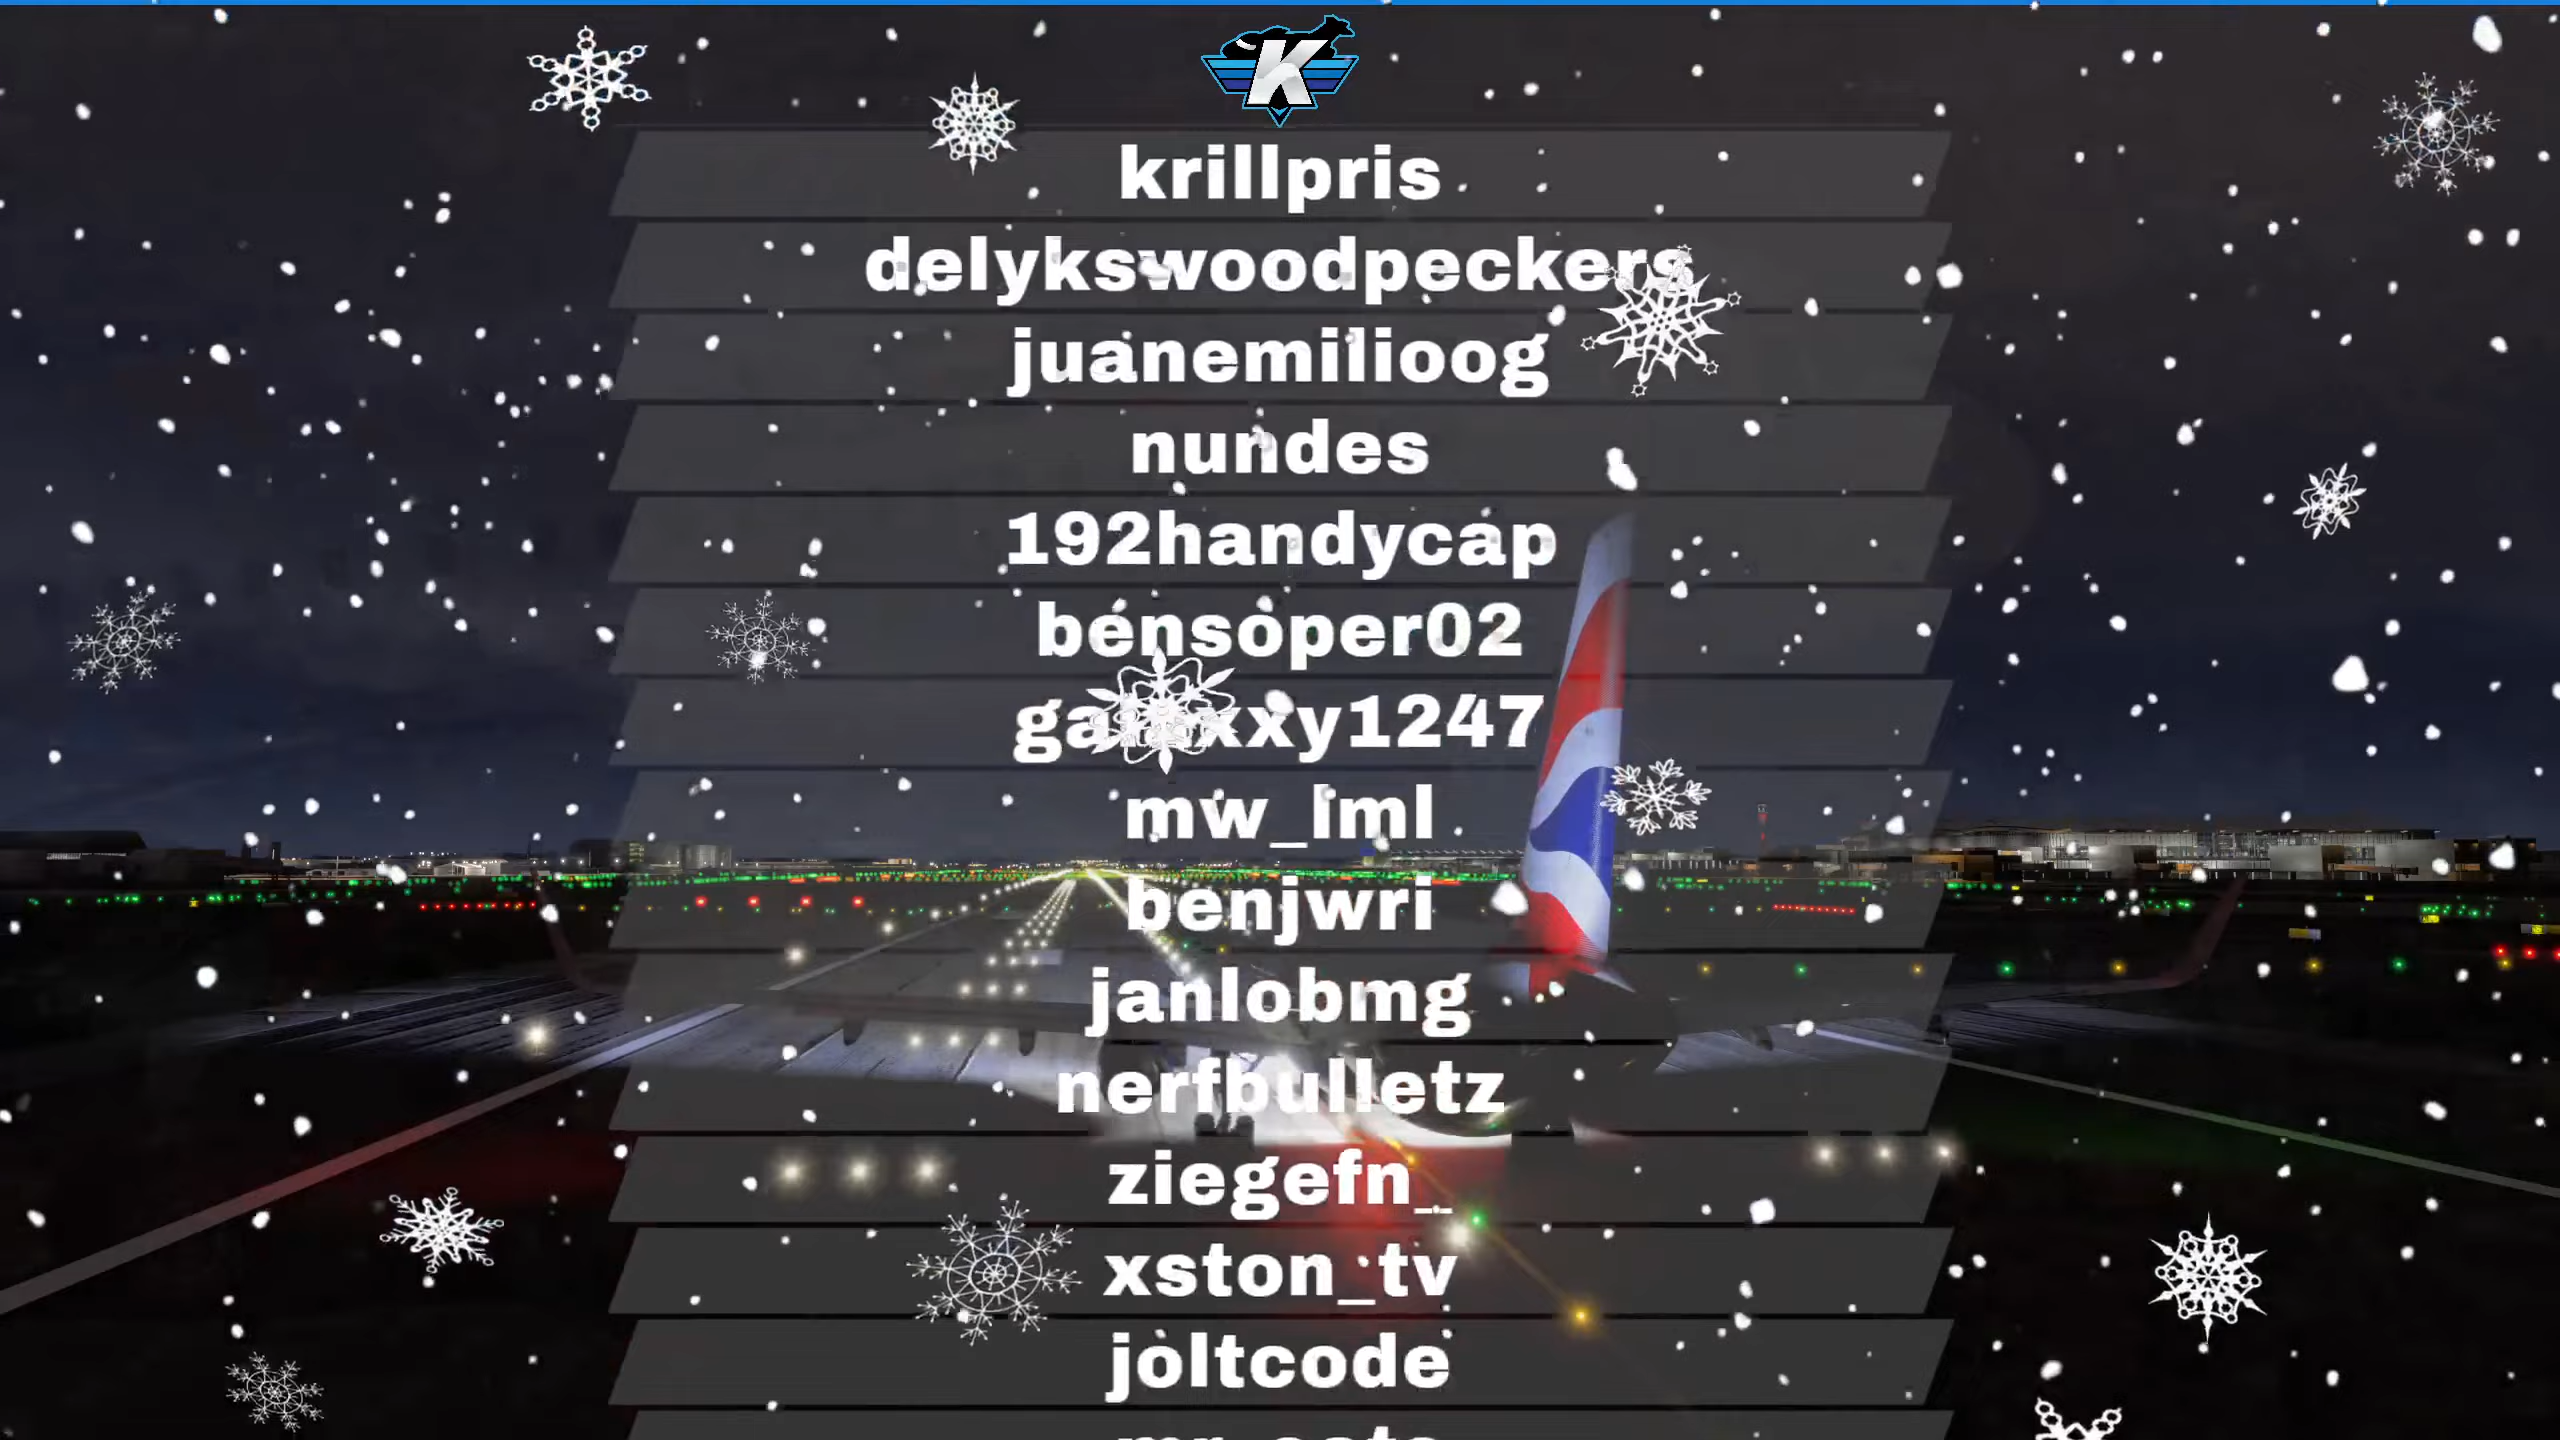 K
krillpris
delykswoodpeckers
juanemilioog
nundes
192handycap
bensoper02
mw_lml
benjwri
janlobmg
nerfbulletz
ziegefn_
xston_tv
joltcode